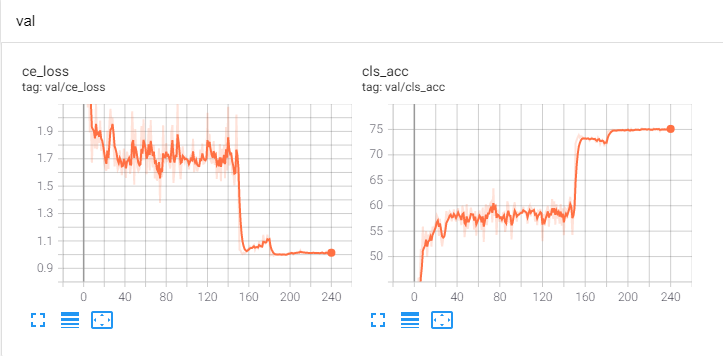 val
ce_loss
tag: val/ce_loss
1.9
1.7
1.5
1.3
1.1
0.9
0 40 80 120 160 200 240
cls_acc
tag: val/cls_acc
75
70
65
60
55
50
0 40 80 120 160 200 240